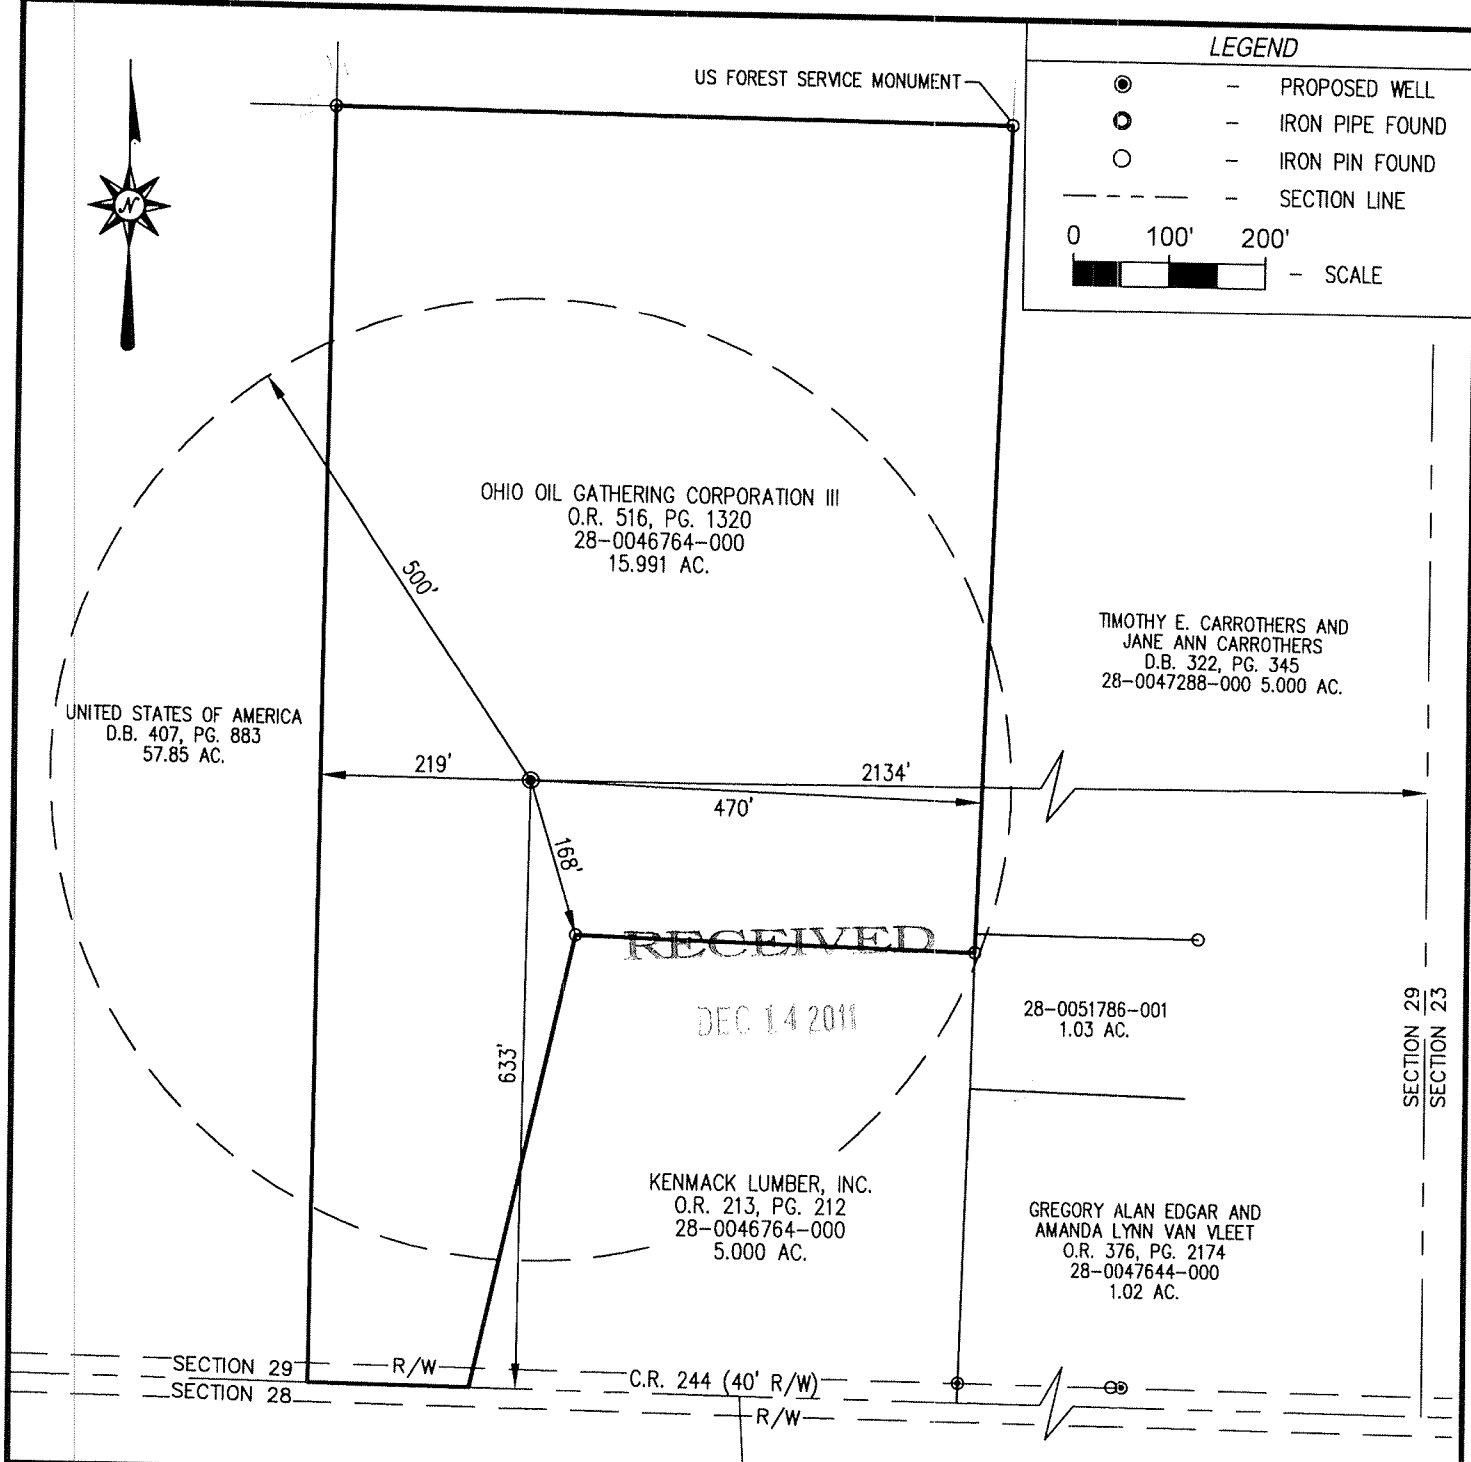 US FOREST SERVICE MONUMENT
LEGEND
- PROPOSED WELL
- IRON PIPE FOUND
- IRON PIN FOUND
- SECTION LINE
0 100' 200'
- SCALE
N
OHIO OIL GATHERING CORPORATION III
O.R. 516, PG. 1320
28-0046764-000
15.991 AC.
500'
TIMOTHY E. CARROTHERS AND
JANE ANN CARROTHERS
D.B. 322, PG. 345
28-0047288-000 5.000 AC.
UNITED STATES OF AMERICA
D.B. 407, PG. 883
57.85 AC.
219'
2134'
470'
168'
RECEIVED
DEC 14 2011
633'
28-0051786-001
1.03 AC.
SECTION 29
SECTION 23
KENMACK LUMBER, INC.
O.R. 213, PG. 212
28-0046764-000
5.000 AC.
GREGORY ALAN EDGAR AND
AMANDA LYNN VAN VLEET
O.R. 376, PG. 2174
28-0047644-000
1.02 AC.
SECTION 29
R/W
C.R. 244 (40' R/W)
SECTION 28
R/W